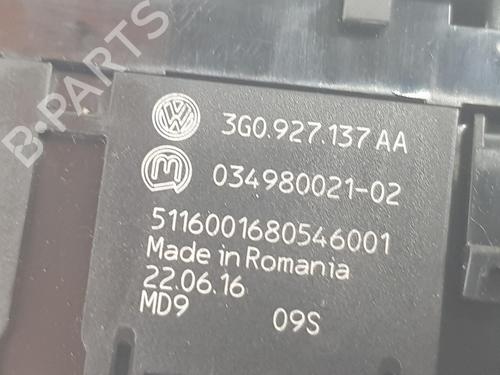 B-PARTS
3G0.927.137 AA
034980021-02
5116001680546001
Made in Romania
22.06.16
MD9 09S